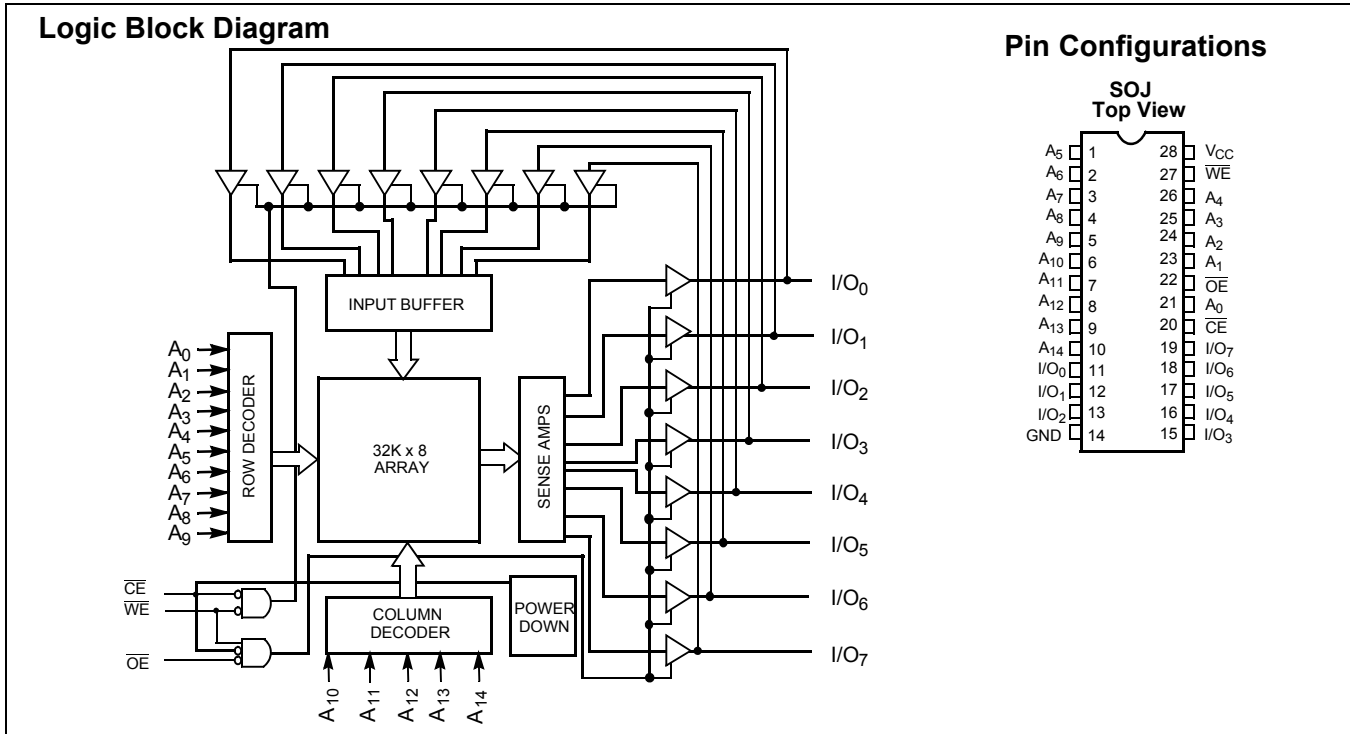 Logic Block Diagram
INPUT BUFFER
A0
A1
A2
A3
A4
A5
A6
A7
A8
A9
ROW DECODER
32K x 8
ARRAY
SENSE AMPS
I/O0
I/O1
I/O2
I/O3
I/O4
I/O5
I/O6
I/O7
CE
WE
OE
COLUMN
DECODER
POWER
DOWN
A10
A11
A12
A13
A14
Pin Configurations
SOJ
Top View
A5 1 28 VCC
A6 2 27 WE
A7 3 26 A4
A8 4 25 A3
A9 5 24 A2
A10 6 23 A1
A11 7 22 OE
A12 8 21 A0
A13 9 20 CE
A14 10 19 I/O7
I/O0 11 18 I/O6
I/O1 12 17 I/O5
I/O2 13 16 I/O4
GND 14 15 I/O3